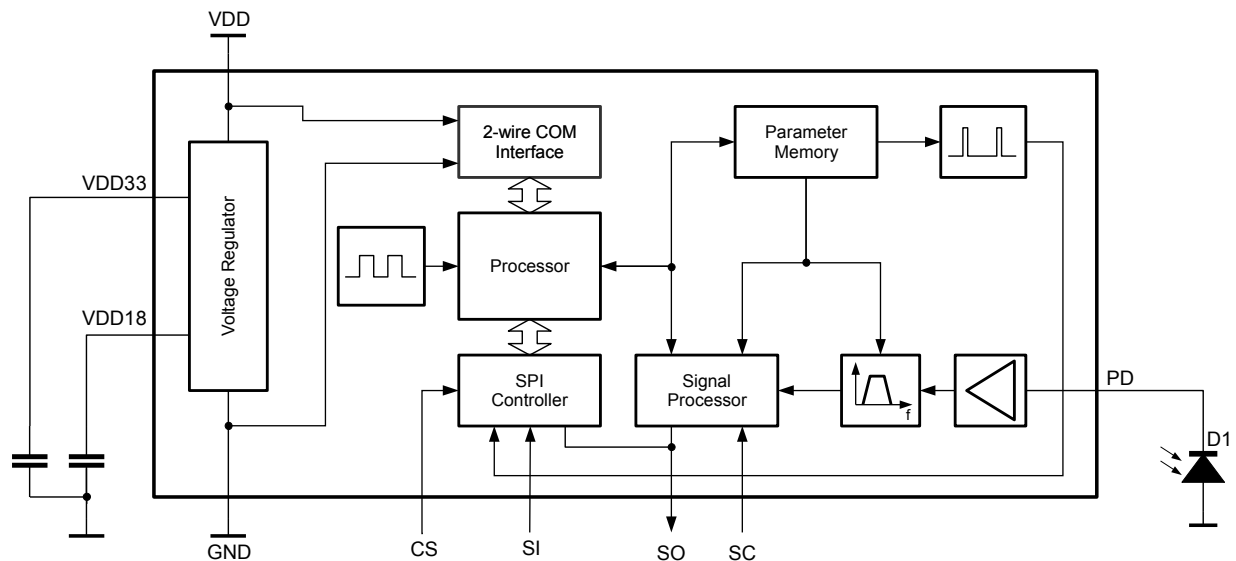 VDD
2-wire COM
Interface
Parameter
Memory
VDD33
Voltage Regulator
Processor
VDD18
SPI
Controller
Signal
Processor
f
PD
D1
GND
CS
SI
SO
SC